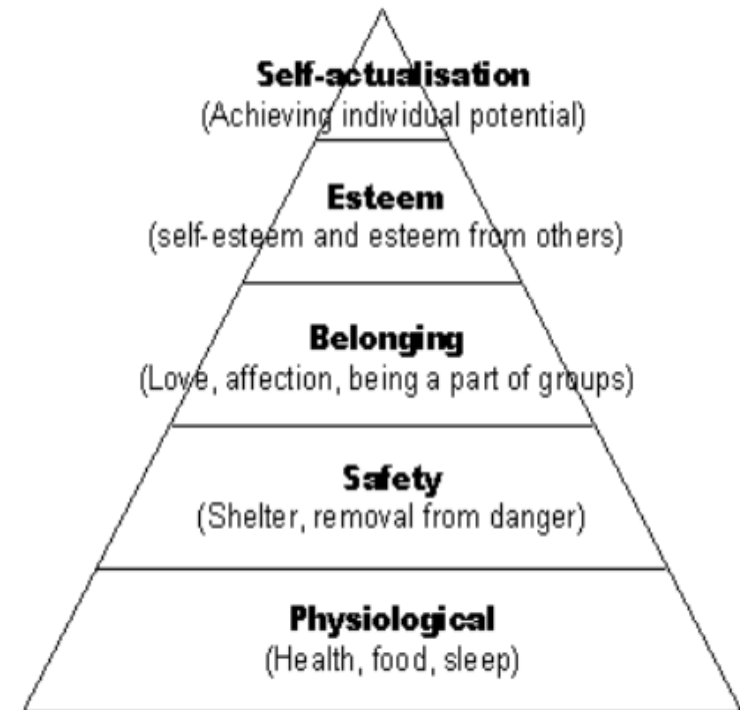 Self-actualisation
(Achieving individual potential)
Esteem
(self-esteem and esteem from others)
Belonging
(Love, affection, being a part of groups)
Safety
(Shelter, removal from danger)
Physiological
(Health, food, sleep)